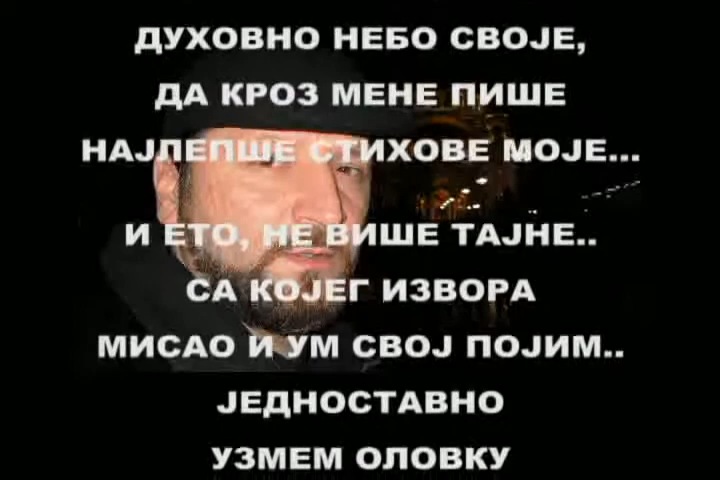 ДУХОВНО НЕБО СВОЈЕ,
ДА КРОЗ МЕНЕ ПИШЕ
НАЈЛЕПШЕ СТИХОВЕ МОЈЕ...
И ЕТО, НЕ ВИШЕ ТАЈНЕ..
СА КОЈЕГ ИЗВОРА
МИСАО И УМ СВОЈ ПОЈИМ..
ЈЕДНОСТАВНО
УЗМЕМ ОЛОВКУ